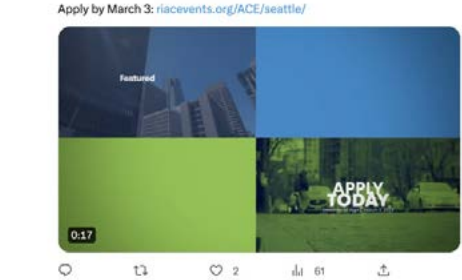 Apply by March 3: riacevents.org/ACE/seattle/
Featured
APPLY
TODAY
0:17
2
61